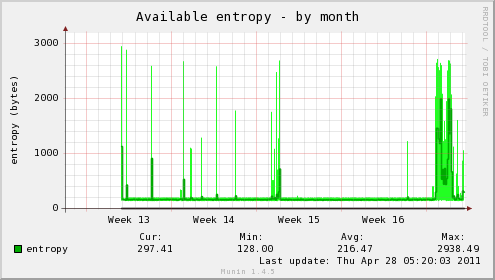 Available entropy - by month
RRDTOOL / TOBI OETIKER
entropy (bytes)
3000
2000
1000
0
Week 13 Week 14 Week 15 Week 16
Cur: Min: Avg: Max:
entropy 297.41 128.00 216.47 2938.49
Last update: Thu Apr 28 05:20:03 2011
Munin 1.4.5